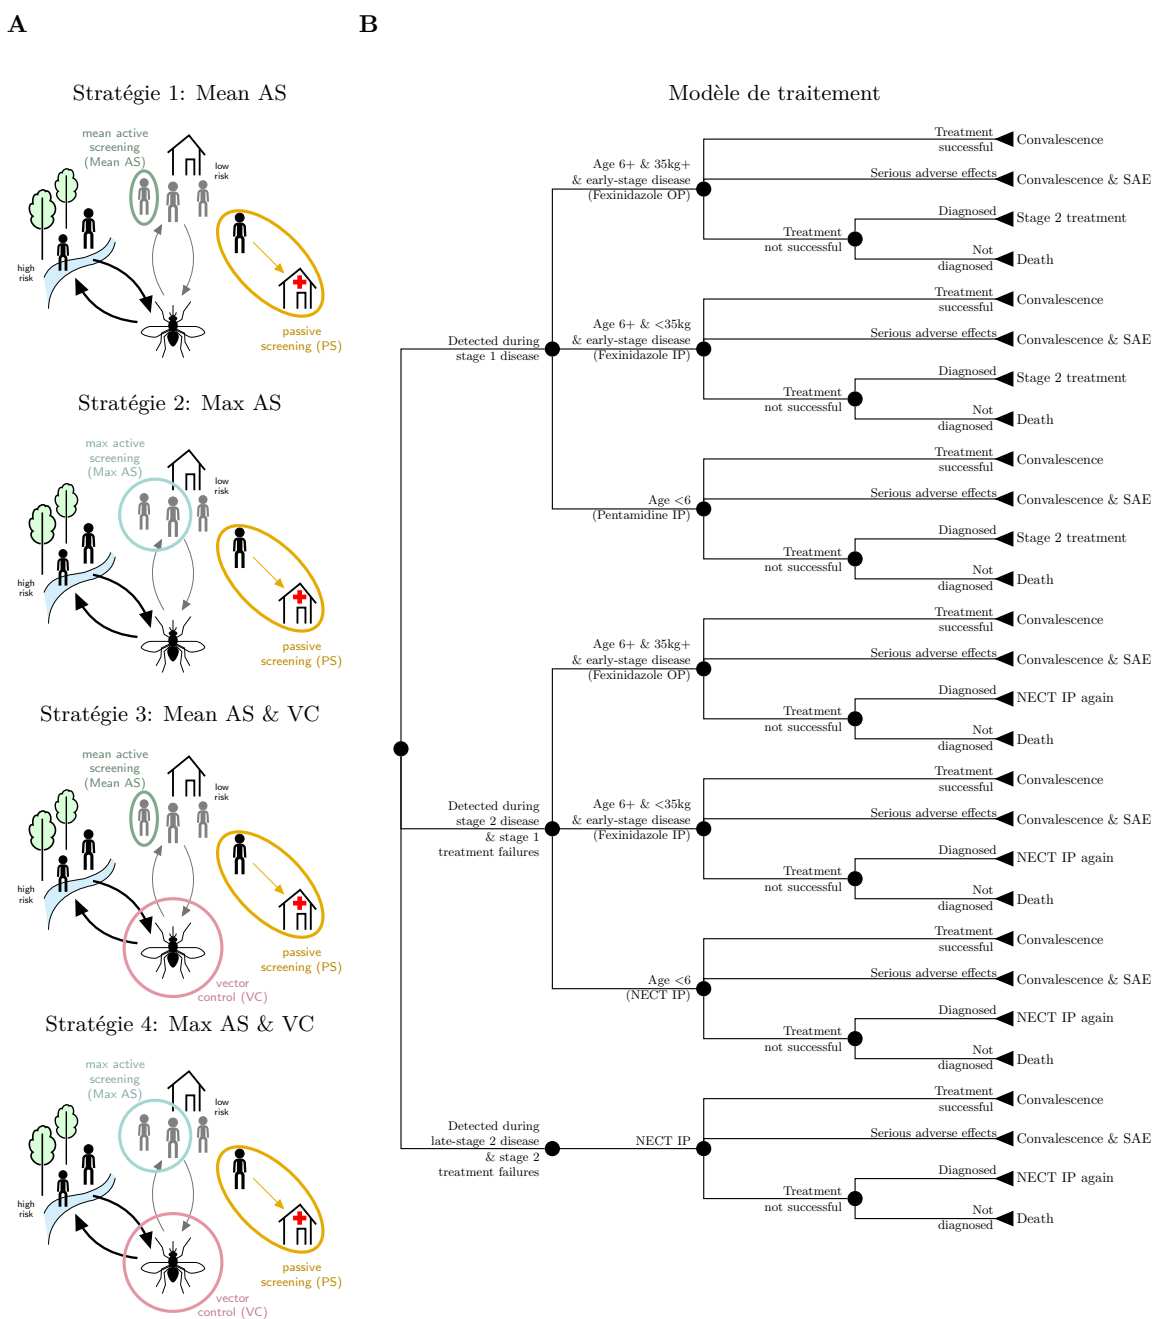 A
B
Stratégie 1: Mean AS
mean active
screening
(Mean AS)
low
risk
high
risk
passive
screening (PS)
Stratégie 2: Max AS
max active
screening
(Max AS)
low
risk
high
risk
passive
screening (PS)
Stratégie 3: Mean AS & VC
mean active
screening
(Mean AS)
low
risk
high
risk
passive
screening (PS)
vector
control (VC)
Stratégie 4: Max AS & VC
max active
screening
(Max AS)
low
risk
high
risk
passive
screening (PS)
vector
control (VC)
Modèle de traitement
Detected during
stage 1 disease
Age 6+ & 35kg+
& early-stage disease
(Fexinidazole OP)
Treatment
successful
Convalescence
Serious adverse effects
Convalescence & SAE
Treatment
not successful
Diagnosed
Stage 2 treatment
Not
diagnosed
Death
Age 6+ & <35kg
& early-stage disease
(Fexinidazole IP)
Treatment
successful
Convalescence
Serious adverse effects
Convalescence & SAE
Treatment
not successful
Diagnosed
Stage 2 treatment
Not
diagnosed
Death
Age <6
(Pentamidine IP)
Treatment
successful
Convalescence
Serious adverse effects
Convalescence & SAE
Treatment
not successful
Diagnosed
Stage 2 treatment
Not
diagnosed
Death
Detected during
stage 2 disease
& stage 1
treatment failures
Age 6+ & 35kg+
& early-stage disease
(Fexinidazole OP)
Treatment
successful
Convalescence
Serious adverse effects
Convalescence & SAE
Treatment
not successful
Diagnosed
NECT IP again
Not
diagnosed
Death
Age 6+ & <35kg
& early-stage disease
(Fexinidazole IP)
Treatment
successful
Convalescence
Serious adverse effects
Convalescence & SAE
Treatment
not successful
Diagnosed
NECT IP again
Not
diagnosed
Death
Age <6
(NECT IP)
Treatment
successful
Convalescence
Serious adverse effects
Convalescence & SAE
Treatment
not successful
Diagnosed
NECT IP again
Not
diagnosed
Death
Detected during
late-stage 2 disease
& stage 2
treatment failures
NECT IP
Treatment
successful
Convalescence
Serious adverse effects
Convalescence & SAE
Treatment
not successful
Diagnosed
NECT IP again
Not
diagnosed
Death